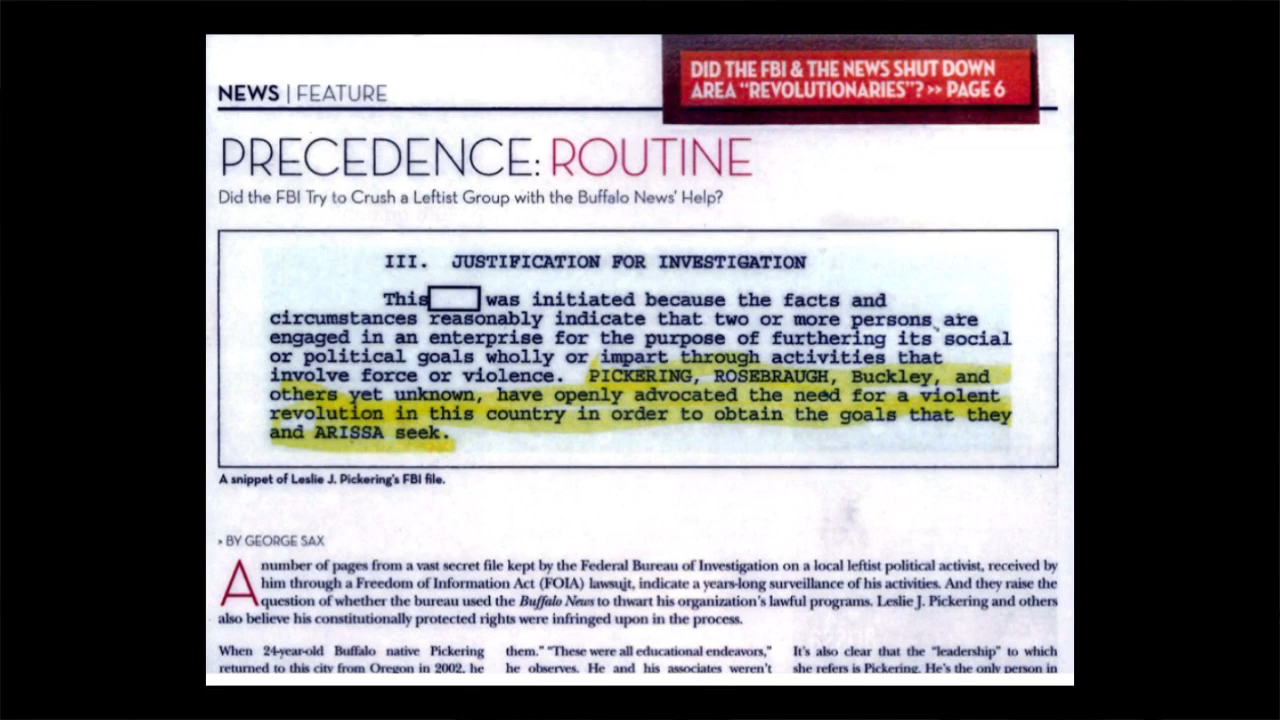 DID THE FBI & THE NEWS SHUT DOWN
AREA "REVOLUTIONARIES"? >> PAGE 6
NEWS | FEATURE
PRECEDENCE: ROUTINE
Did the FBI Try to Crush a Leftist Group with the Buffalo News' Help?
III. JUSTIFICATION FOR INVESTIGATION
This was initiated because the facts and
circumstances reasonably indicate that two or more persons are
engaged in an enterprise for the purpose of furthering its social
or political goals wholly or impart through activities that
involve force or violence. PICKERING, ROSEBRAUGH, Buckley, and
others yet unknown, have openly advocated the need for a violent
revolution in this country in order to obtain the goals that they
and ARISSA seek.
A snippet of Leslie J. Pickering's FBI file.
> BY GEORGE SAX
A number of pages from a vast secret file kept by the Federal Bureau of Investigation on a local leftist political activist, received by
him through a Freedom of Information Act (FOIA) lawsuit, indicate a years-long surveillance of his activities. And they raise the
question of whether the bureau used the Buffalo News to thwart his organization's lawful programs. Leslie J. Pickering and others
also believe his constitutionally protected rights were infringed upon in the process.
When 24-year-old Buffalo native Pickering
returned to this city from Oregon in 2002, he
them." "These were all educational endeavors,"
he observes. He and his associates weren't
It's also clear that the "leadership" to which
she refers is Pickering. He's the only person in